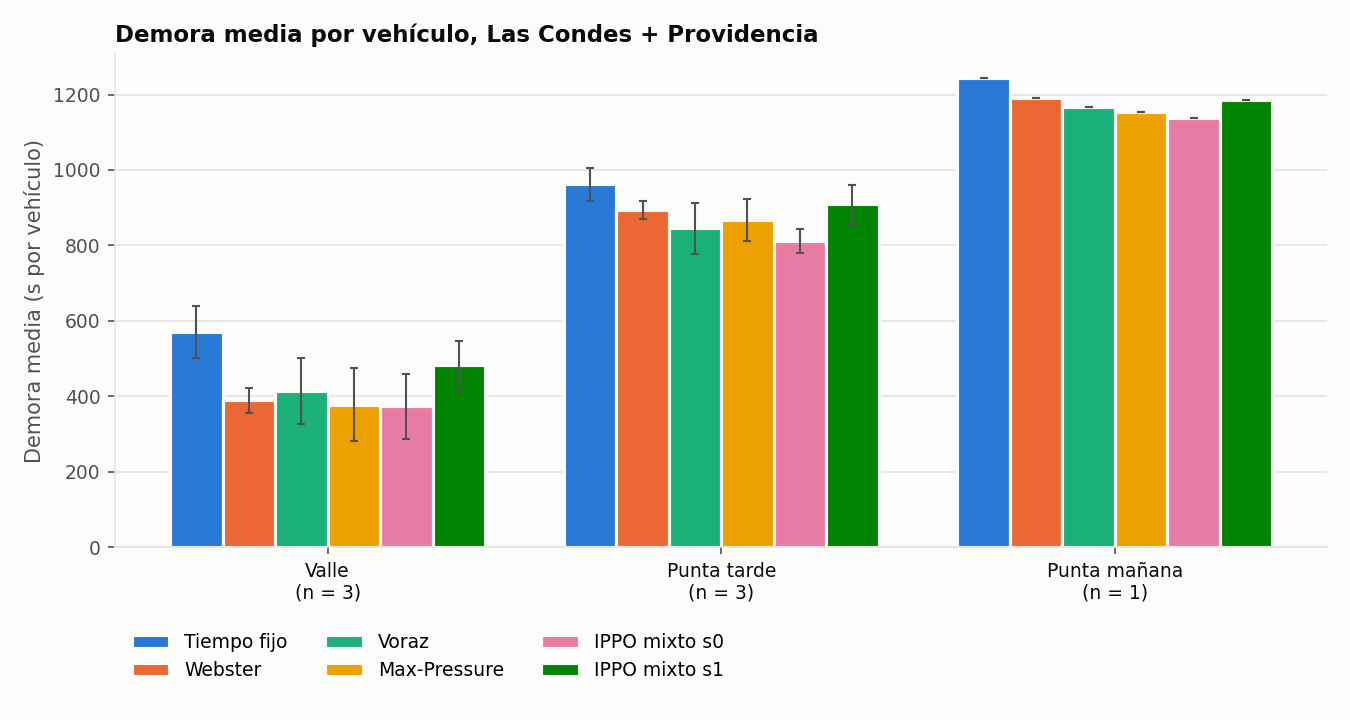 Demora media por vehículo, Las Condes + Providencia
Demora media (s por vehículo)
1200
1000
800
600
400
200
0
Valle
(n = 3)
Punta tarde
(n = 3)
Punta mañana
(n = 1)
Tiempo fijo
Webster
Voraz
Max-Pressure
IPPO mixto s0
IPPO mixto s1